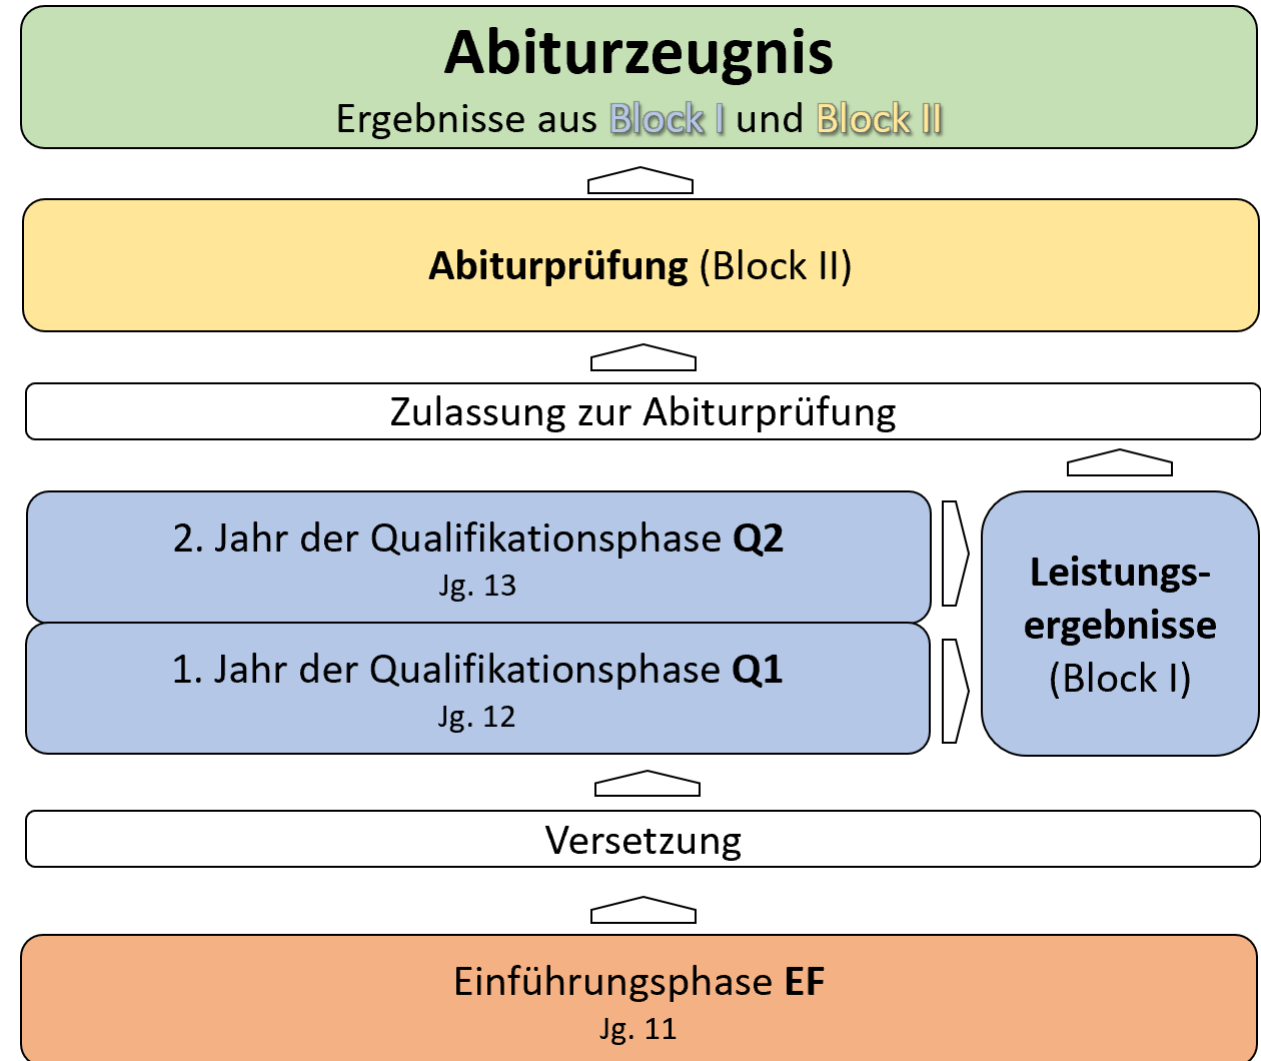 Abiturzeugnis
Ergebnisse aus Block I und Block II
Abiturprüfung (Block II)
Zulassung zur Abiturprüfung
2. Jahr der Qualifikationsphase Q2
Jg. 13
1. Jahr der Qualifikationsphase Q1
Jg. 12
Leistungs-
ergebnisse
(Block I)
Versetzung
Einführungsphase EF
Jg. 11